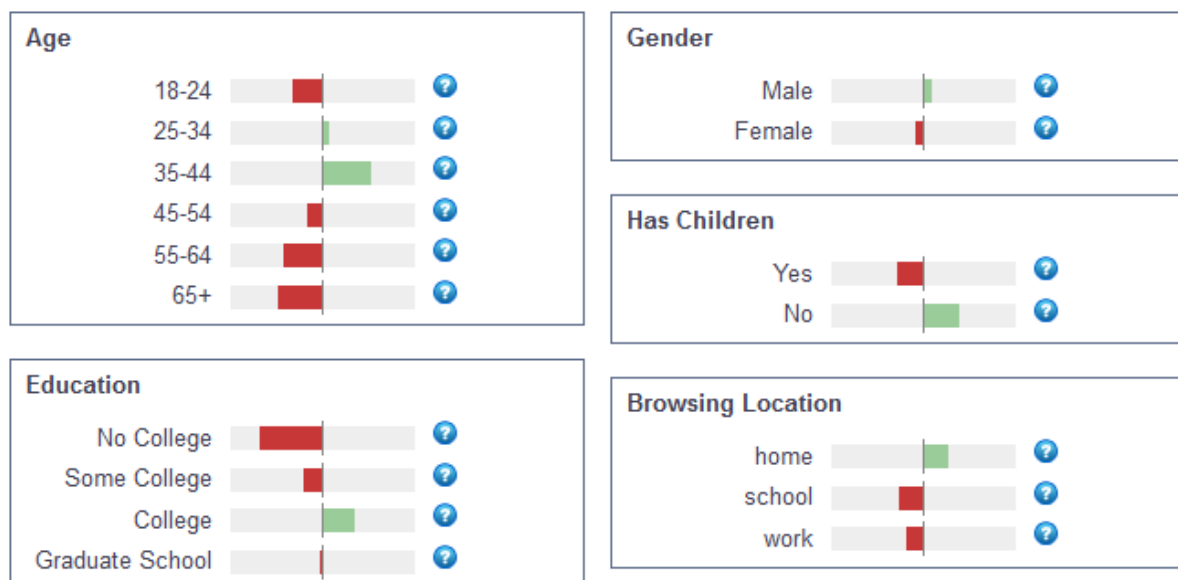 Age
18-24
25-34
35-44
45-54
55-64
65+
Education
No College
Some College
College
Graduate School
Gender
Male
Female
Has Children
Yes
No
Browsing Location
home
school
work